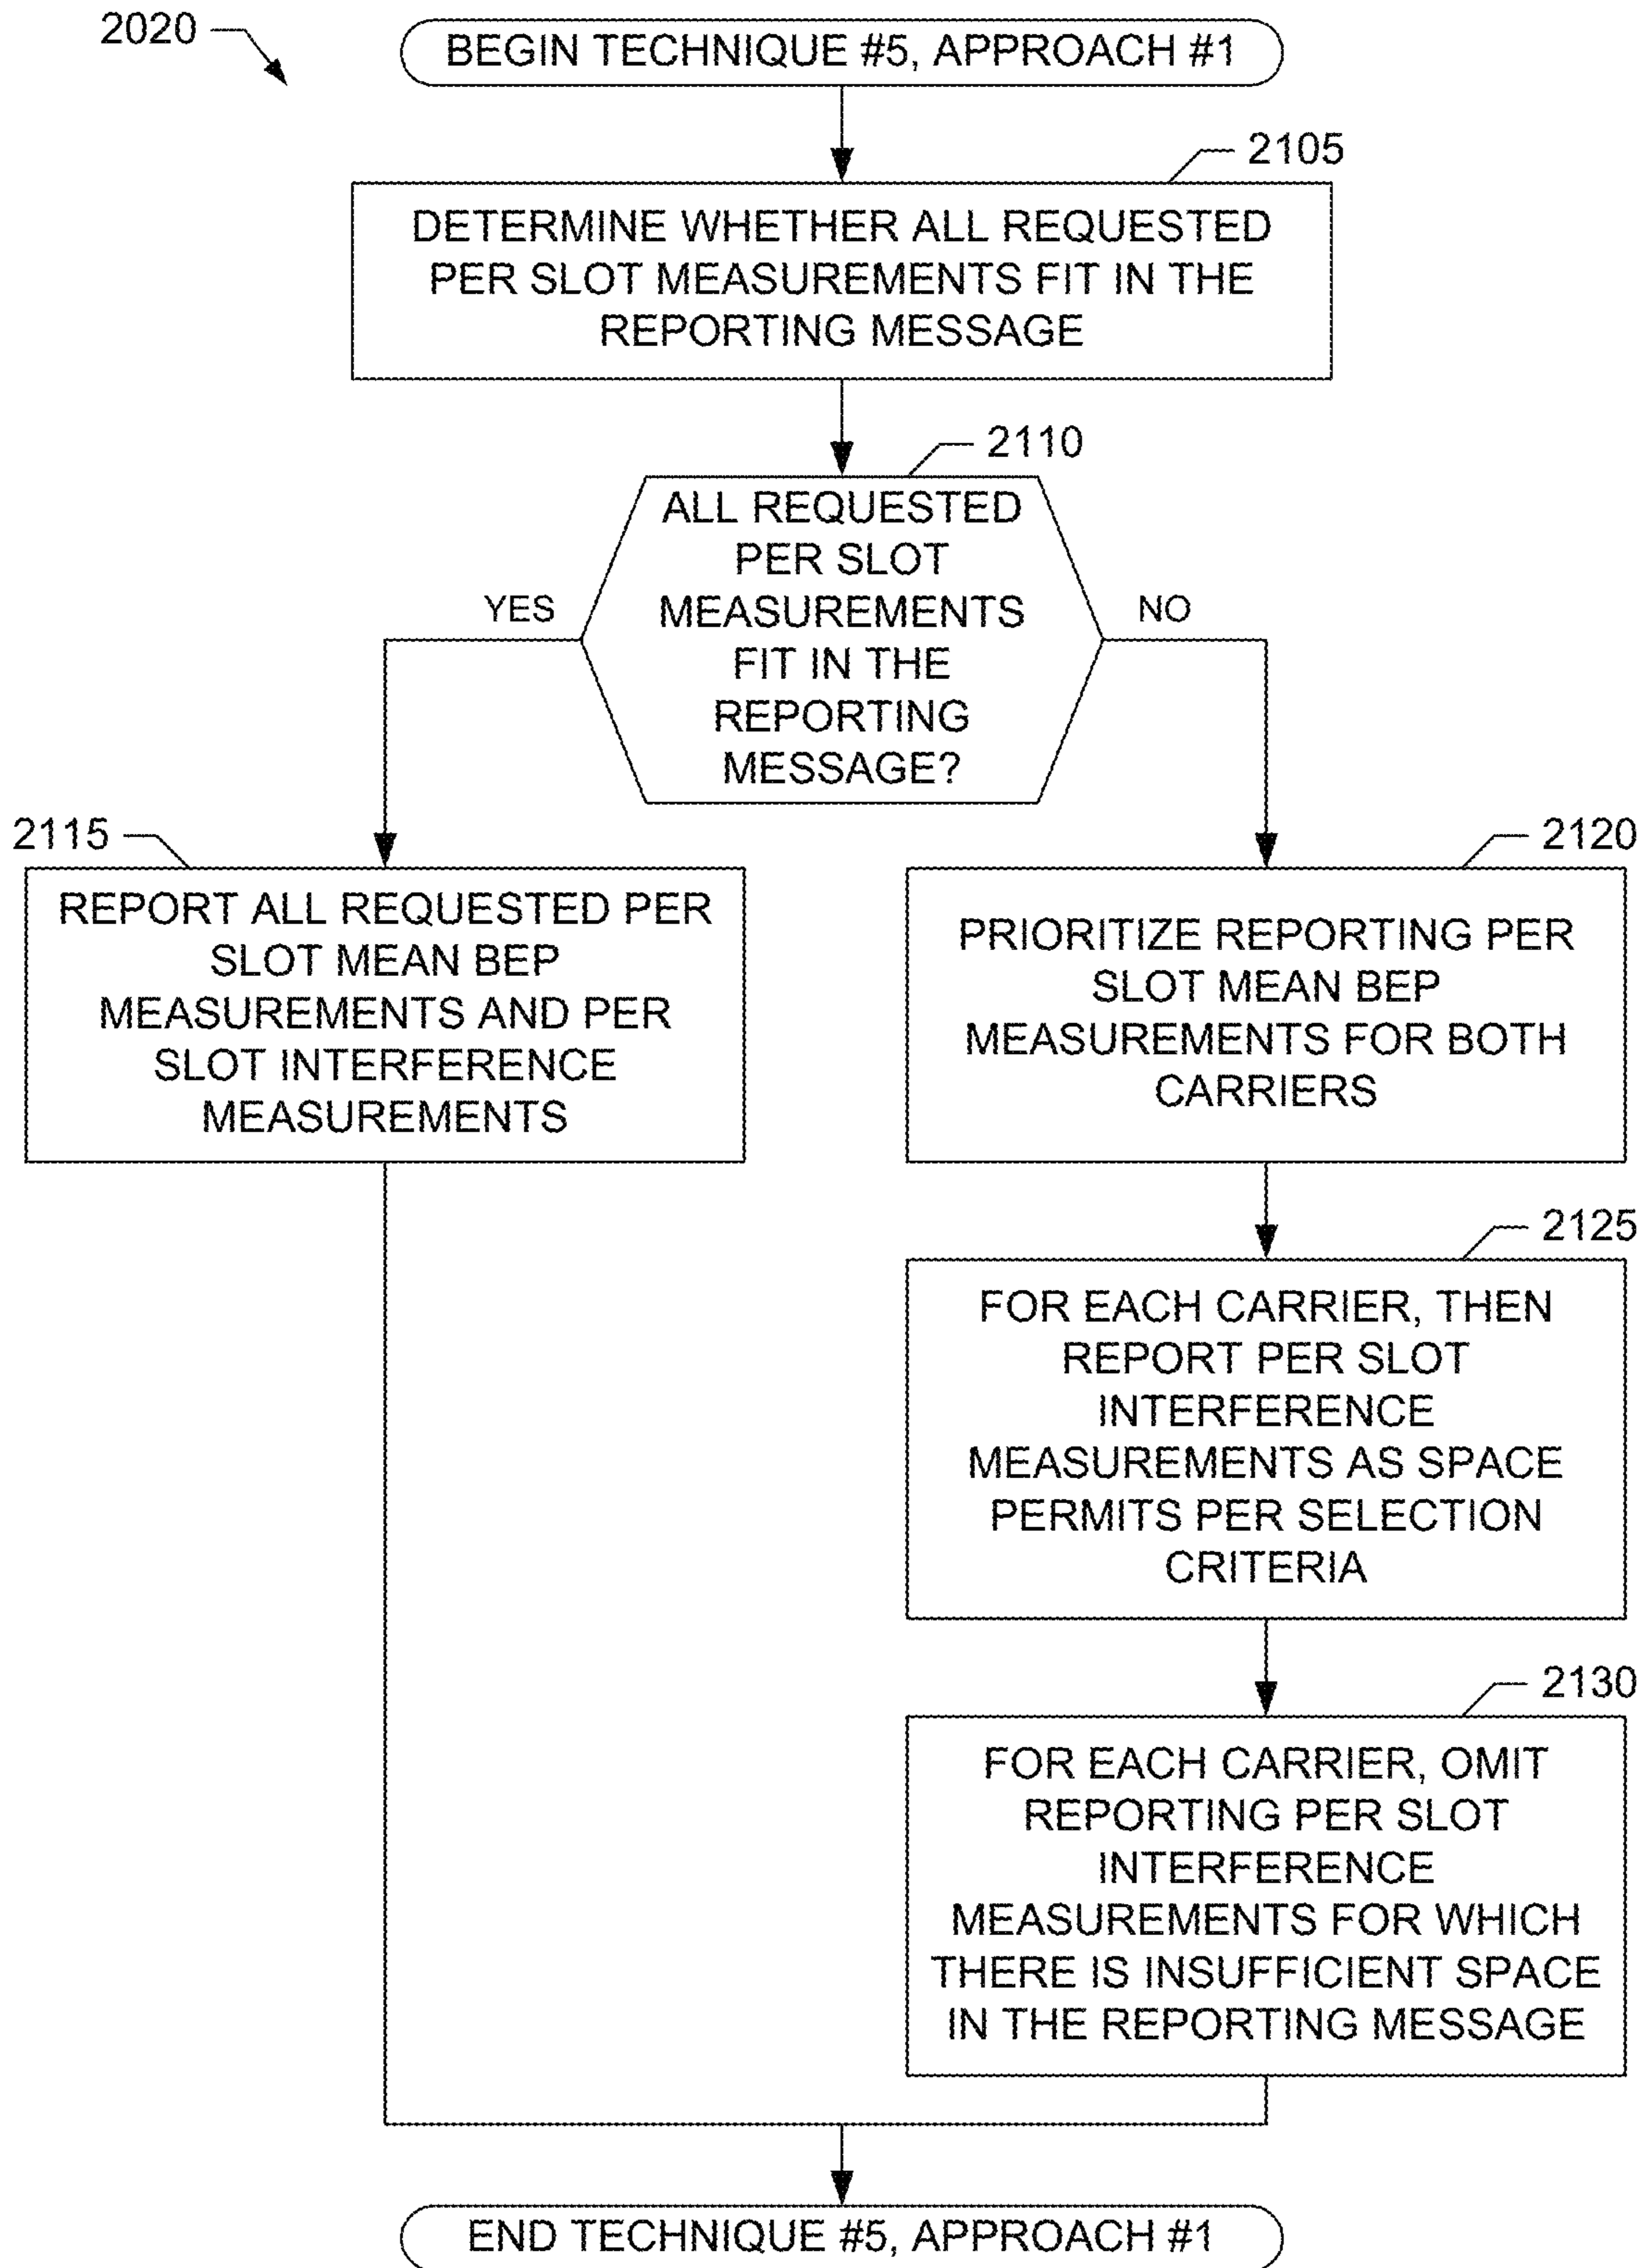 2020
BEGIN TECHNIQUE #5, APPROACH #1
2105
DETERMINE WHETHER ALL REQUESTED
PER SLOT MEASUREMENTS FIT IN THE
REPORTING MESSAGE
2110
ALL REQUESTED
PER SLOT
MEASUREMENTS
FIT IN THE
REPORTING
MESSAGE?
YES
NO
2115
REPORT ALL REQUESTED PER
SLOT MEAN BEP
MEASUREMENTS AND PER
SLOT INTERFERENCE
MEASUREMENTS
2120
PRIORITIZE REPORTING PER
SLOT MEAN BEP
MEASUREMENTS FOR BOTH
CARRIERS
2125
FOR EACH CARRIER, THEN
REPORT PER SLOT
INTERFERENCE
MEASUREMENTS AS SPACE
PERMITS PER SELECTION
CRITERIA
2130
FOR EACH CARRIER, OMIT
REPORTING PER SLOT
INTERFERENCE
MEASUREMENTS FOR WHICH
THERE IS INSUFFICIENT SPACE
IN THE REPORTING MESSAGE
END TECHNIQUE #5, APPROACH #1